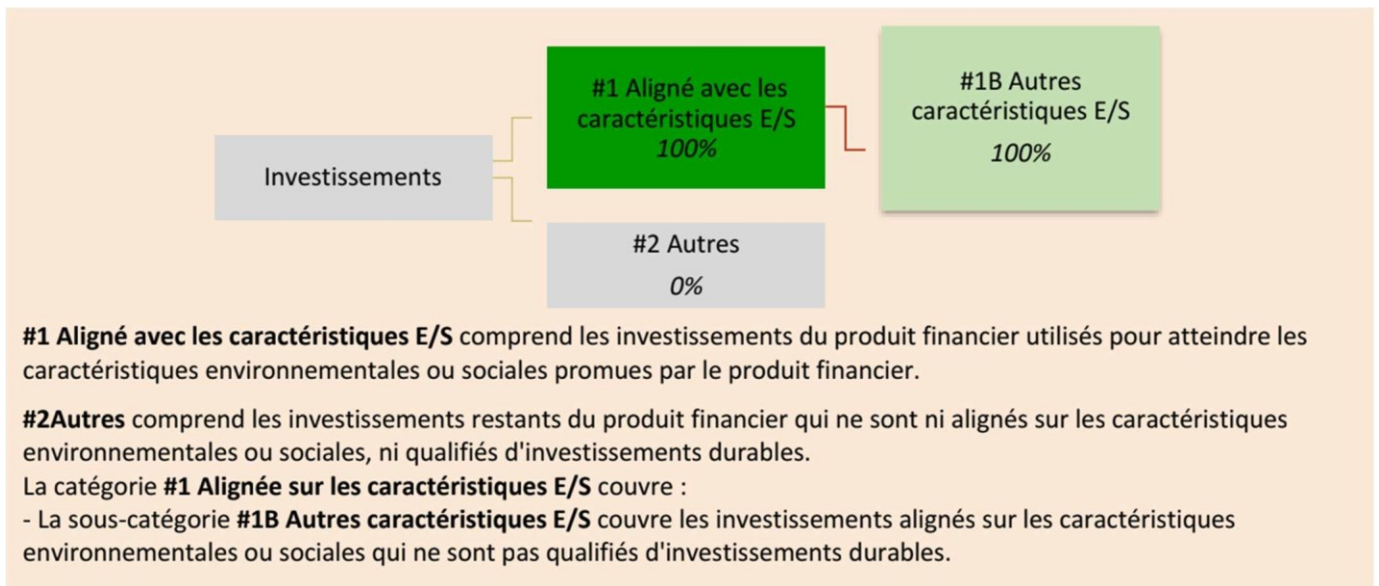 #1 Aligné avec les
caractéristiques E/S
100%
#1B Autres
caractéristiques E/S
100%
Investissements
#2 Autres
0%
#1 Aligné avec les caractéristiques E/S comprend les investissements du produit financier utilisés pour atteindre les
caractéristiques environnementales ou sociales promues par le produit financier.
#2Autres comprend les investissements restants du produit financier qui ne sont ni alignés sur les caractéristiques
environnementales ou sociales, ni qualifiés d'investissements durables.
La catégorie #1 Alignée sur les caractéristiques E/S couvre :
- La sous-catégorie #1B Autres caractéristiques E/S couvre les investissements alignés sur les caractéristiques
environnementales ou sociales qui ne sont pas qualifiés d'investissements durables.